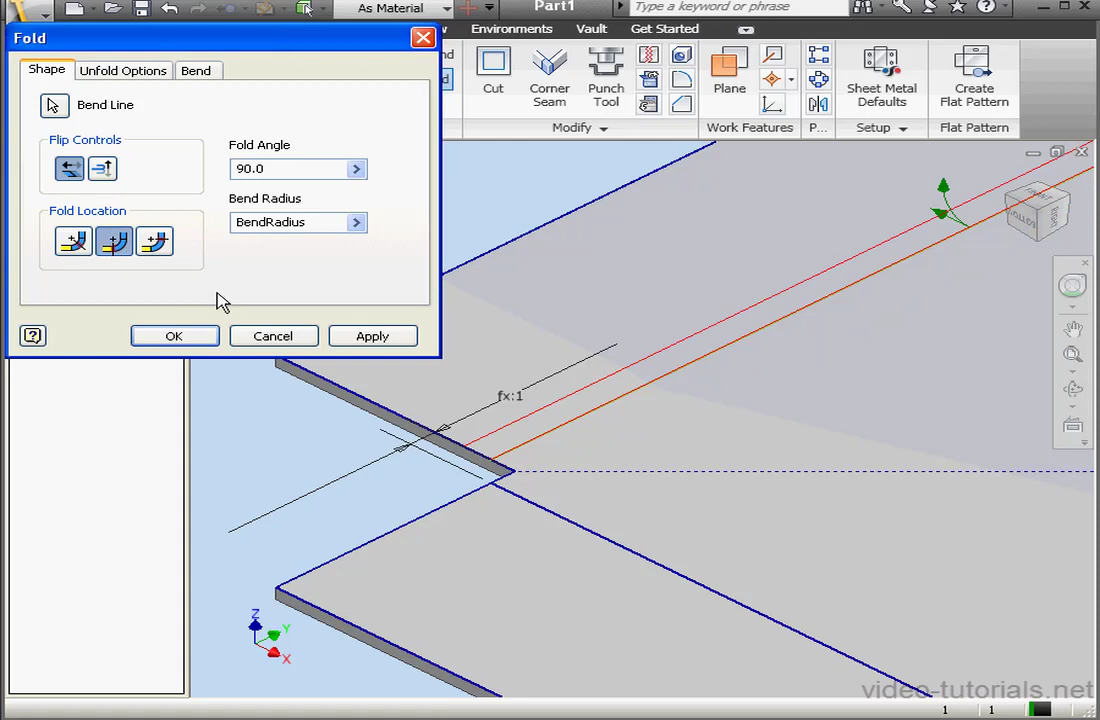 As Material
Part1
Type a keyword or phrase
Fold
Environments
Vault
Get Started
Shape
Unfold Options
Bend
Bend Line
Flip Controls
Fold Angle
90.0
Bend Radius
BendRadius
Fold Location
OK
Cancel
Apply
Cut
Corner
Seam
Punch
Tool
Plane
Sheet Metal
Defaults
Create
Flat Pattern
Modify
Work Features
P...
Setup
Flat Pattern
FRONT
BOTTOM
fx:1
Z
Y
X
video-tutorials.net
1
1